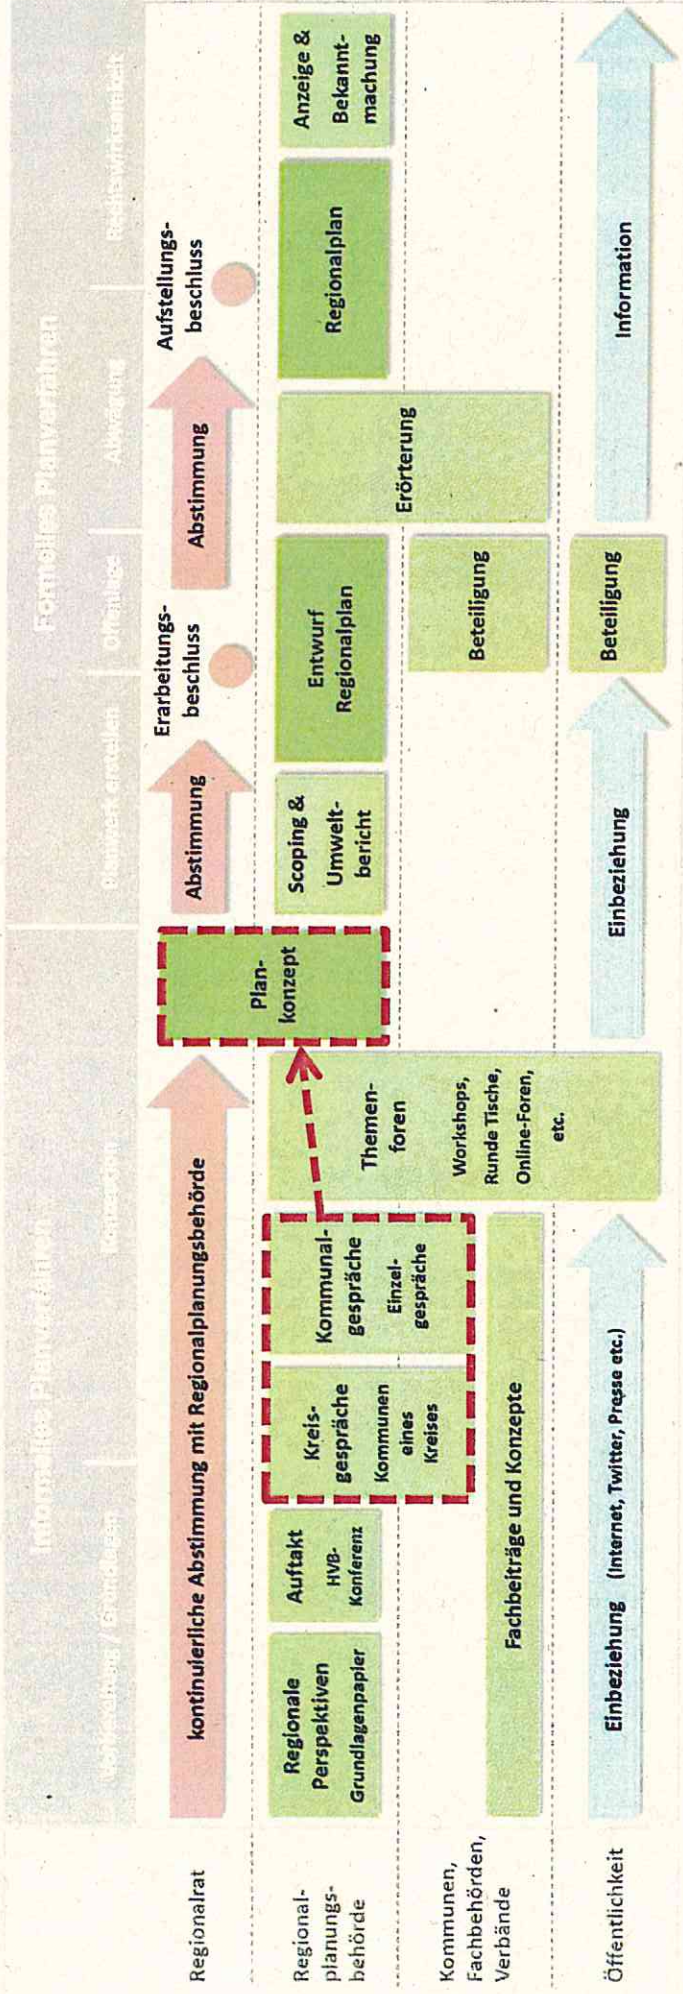 Formelles Planverfahren
kontinuierliche Abstimmung mit Regionalplanungsbehörde
Abstimmung
Erarbeitungs-
beschluss
Abstimmung
Aufstellungs-
beschluss
Regionalrat
Regionale
Perspektiven
Grundlagenpapier
Auftakt
HVB-
Konferenz
Kreis-
gespräche
Kommunen
eines
Kreises
Kommunal-
gespräche
Einzel-
gespräche
Themen-
foren
Workshops,
Runde Tische,
Online-Foren,
etc.
Plan-
konzept
Scoping &
Umwelt-
bericht
Entwurf
Regionalplan
Erörterung
Regionalplan
Anzeige &
Bekannt-
machung
Regional-
planungs-
behörde
Fachbeiträge und Konzepte
Beteiligung
Kommunen,
Fachbehörden,
Verbände
Einbeziehung (Internet, Twitter, Presse etc.)
Einbeziehung
Beteiligung
Information
Öffentlichkeit